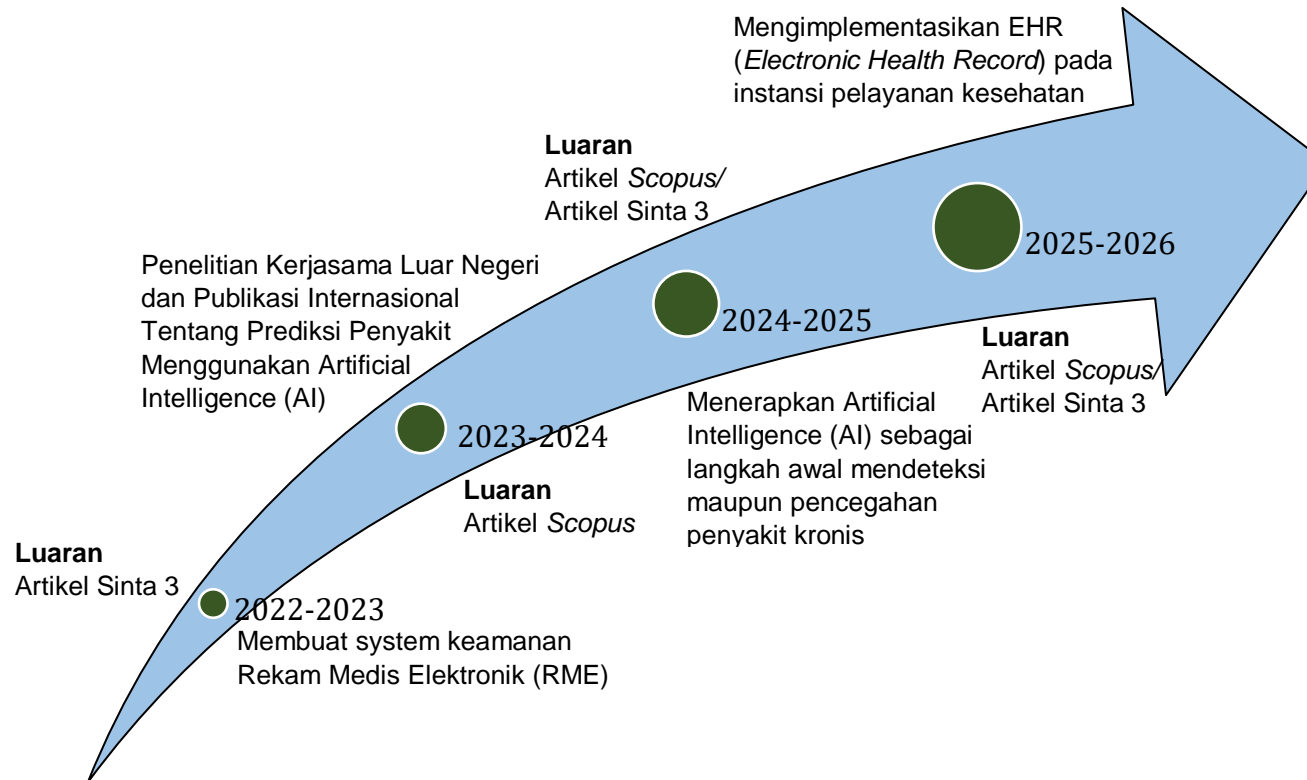 Mengimplementasikan EHR
(Electronic Health Record) pada
instansi pelayanan kesehatan
Luaran
Artikel Scopus/
Artikel Sinta 3
2025-2026
Penelitian Kerjasama Luar Negeri
dan Publikasi Internasional
Tentang Prediksi Penyakit
Menggunakan Artificial
Intelligence (AI)
2024-2025
Luaran
Artikel Scopus/
Artikel Sinta 3
Menerapkan Artificial
Intelligence (AI) sebagai
langkah awal mendeteksi
maupun pencegahan
penyakit kronis
2023-2024
Luaran
Artikel Scopus
Luaran
Artikel Sinta 3
2022-2023
Membuat system keamanan
Rekam Medis Elektronik (RME)